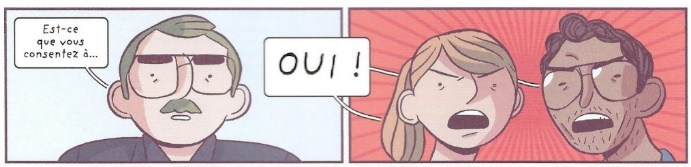 Est-ce
que vous
consentez à...
OUI !